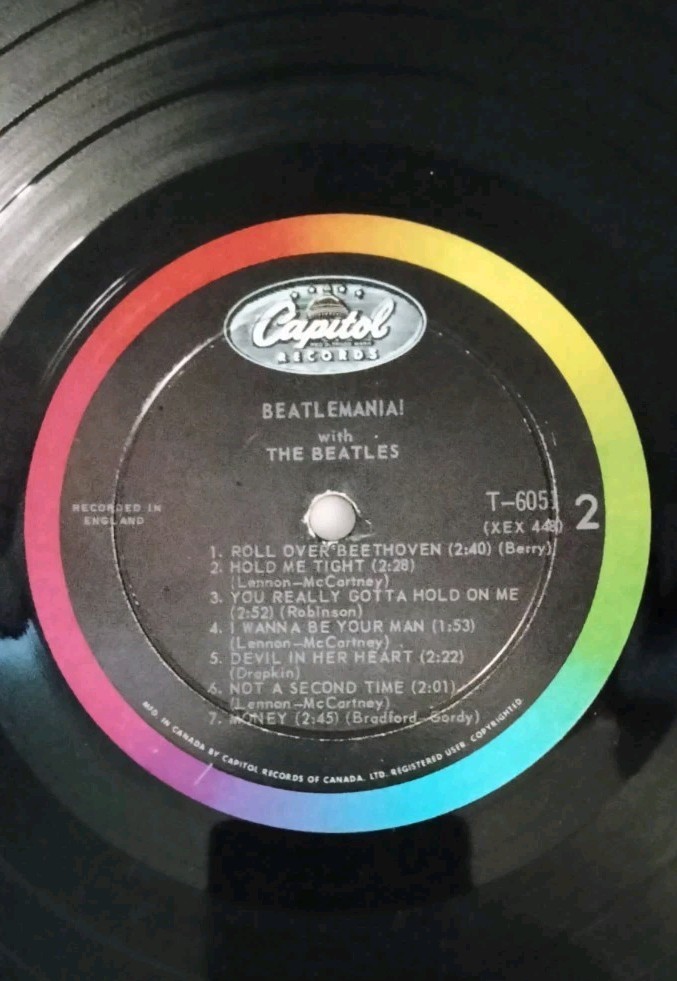 Capitol
RECORDS
BEATLEMANIA!
with
THE BEATLES
RECORDED IN
ENGLAND
T-6051
2
(XEX 448)
1. ROLL OVER BEETHOVEN (2:40) (Berry)
2. HOLD ME TIGHT (2:28)
(Lennon-McCartney)
3. YOU REALLY GOTTA HOLD ON ME
(2:52) (Robinson)
4. I WANNA BE YOUR MAN (1:53)
(Lennon-McCartney)
5. DEVIL IN HER HEART (2:22)
(Drapkin)
6. NOT A SECOND TIME (2:01)
(Lennon-McCartney)
7. MONEY (2:45) (Bradford-Gordy)
MFD. IN CANADA BY CAPITOL RECORDS OF CANADA, LTD. REGISTERED USER. COPYRIGHTED